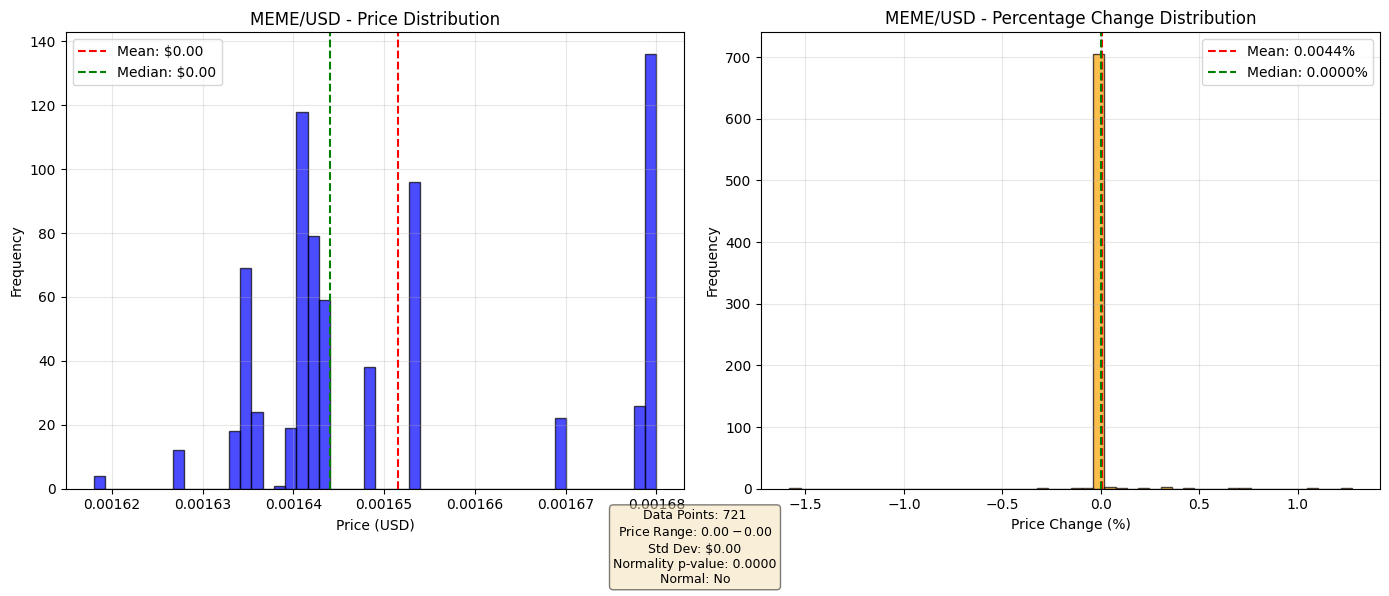 MEME/USD - Price Distribution
Mean: $0.00
Median: $0.00
Frequency
140
120
100
80
60
40
20
0
0.00162
0.00163
0.00164
0.00165
0.00166
0.00167
0.00168
Price (USD)
MEME/USD - Percentage Change Distribution
Mean: 0.0044%
Median: 0.0000%
Frequency
700
600
500
400
300
200
100
0
−1.5
−1.0
−0.5
0.0
0.5
1.0
Price Change (%)
Data Points: 721
Price Range: 0.00 − 0.00
Std Dev: $0.00
Normality p-value: 0.0000
Normal: No